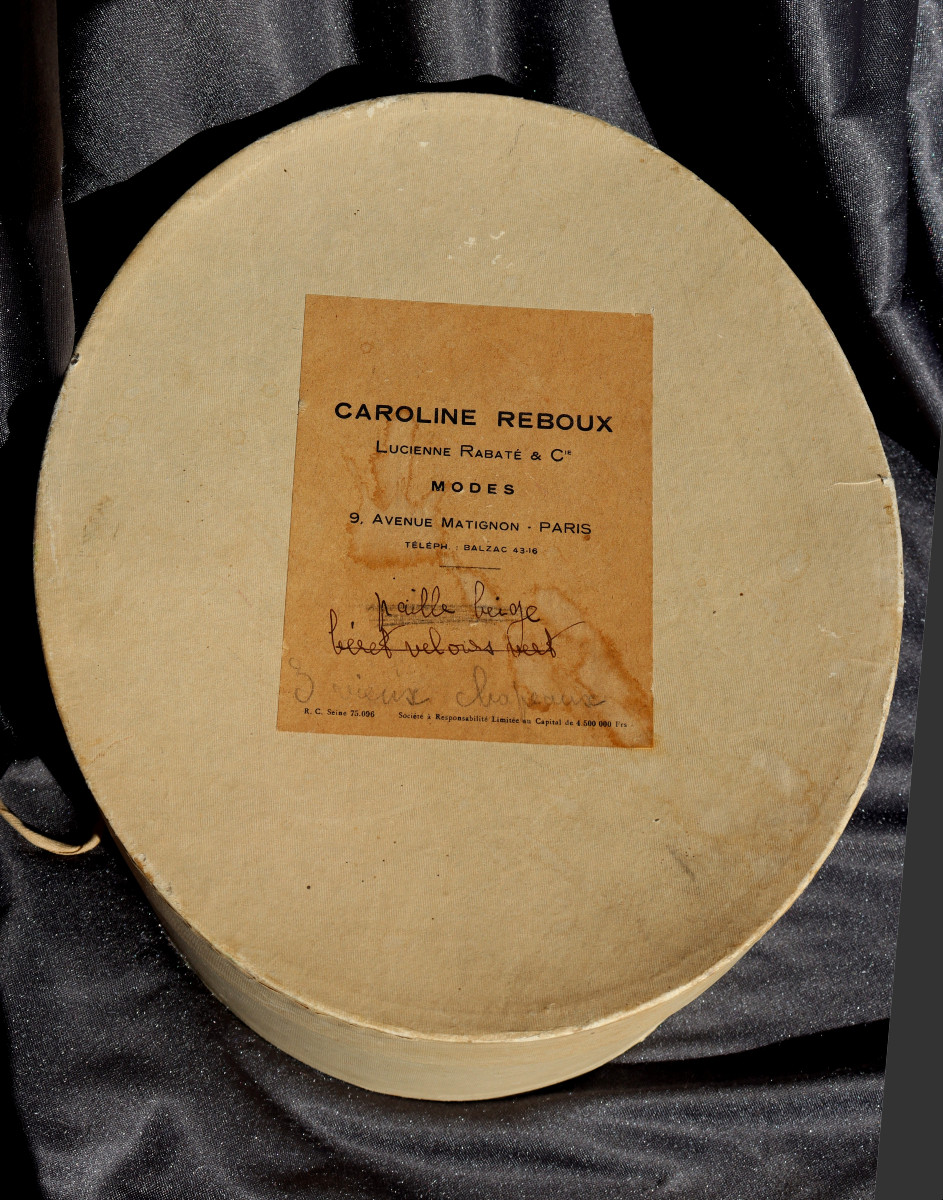 CAROLINE REBOUX
LUCIENNE RABATÉ & CIE
MODES
9, AVENUE MATIGNON - PARIS
TÉLÉPH. : BALZAC 43-16
paille beige
béret velours vert
3 vieux chapeaux
R. C. Seine 75.096 Société à Responsabilité Limitée au Capital de 4.500 000 Frs